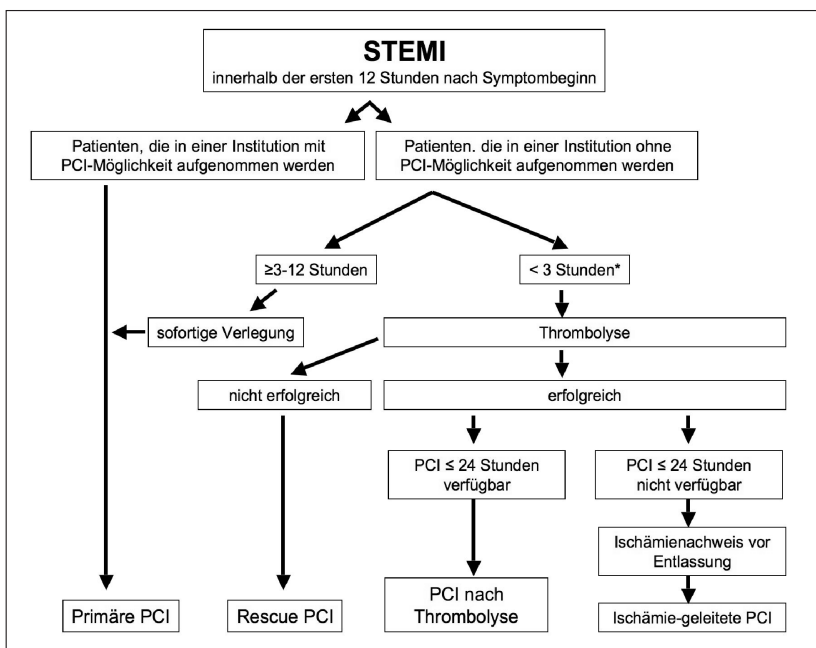 STEMI
innerhalb der ersten 12 Stunden nach Symptombeginn
Patienten, die in einer Institution mit
PCI-Möglichkeit aufgenommen werden
Patienten. die in einer Institution ohne
PCI-Möglichkeit aufgenommen werden
≥3-12 Stunden
< 3 Stunden*
sofortige Verlegung
Thrombolyse
nicht erfolgreich
erfolgreich
PCI ≤ 24 Stunden
verfügbar
PCI ≤ 24 Stunden
nicht verfügbar
Ischämienachweis vor
Entlassung
Primäre PCI
Rescue PCI
PCI nach
Thrombolyse
Ischämie-geleitete PCI